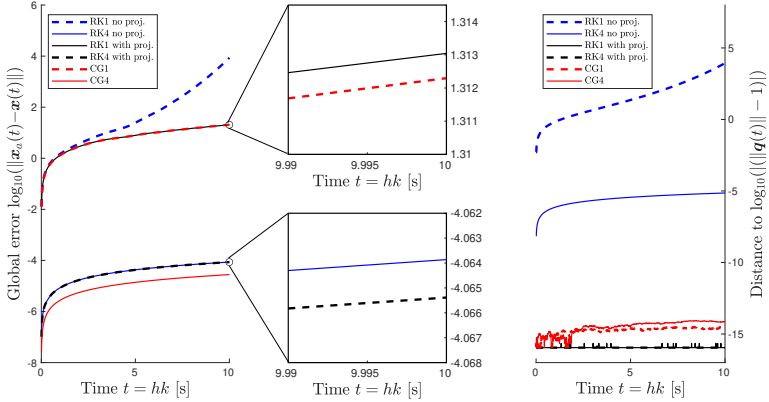 6
4
2
0
-2
-4
-6
-8
0
5
10
Global error log₁₀(||𝒙ₐ(t)−𝒙(t)||)
Time t = hk [s]
RK1 no proj.
RK4 no proj.
RK1 with proj.
RK4 with proj.
CG1
CG4
1.314
1.313
1.312
1.311
1.31
9.99
9.995
10
Time t = hk [s]
-4.062
-4.063
-4.064
-4.065
-4.066
-4.067
-4.068
9.99
9.995
10
Time t = hk [s]
RK1 no proj.
RK4 no proj.
RK1 with proj.
RK4 with proj.
CG1
CG4
5
0
-5
-10
-15
0
5
10
Time t = hk [s]
Distance to log₁₀(|(||𝒒(t)|| − 1)|)